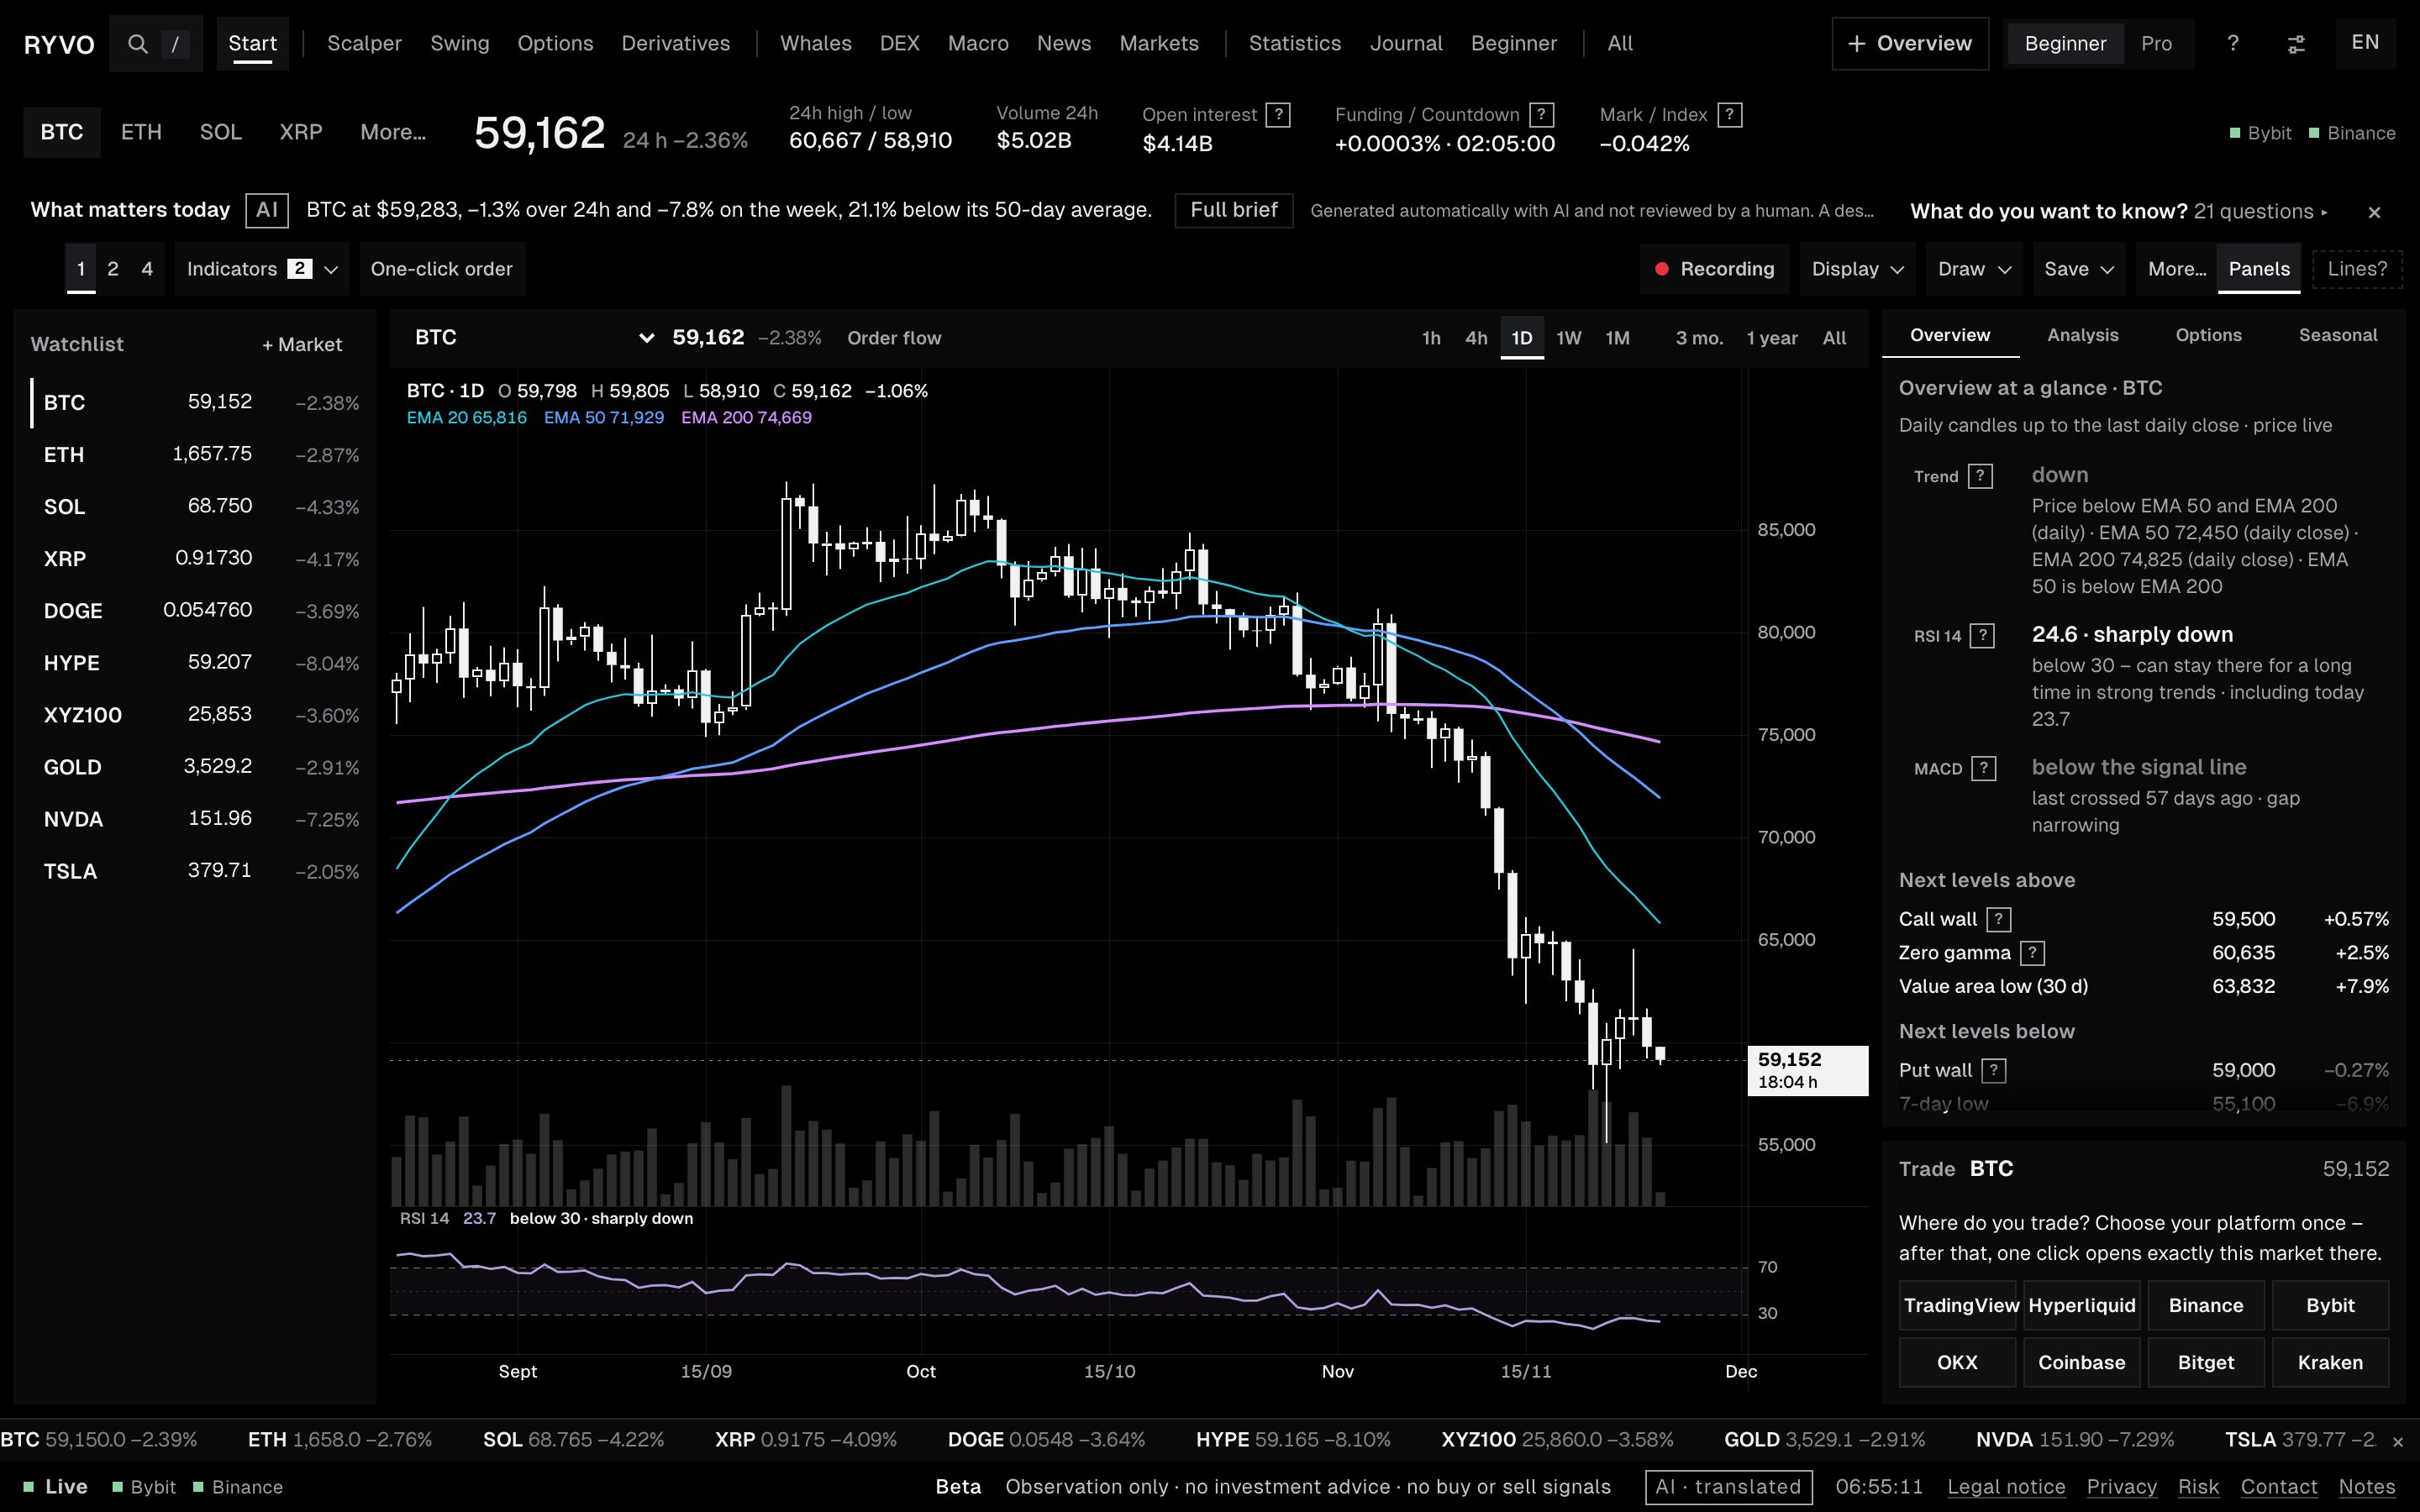 RYVO / Start Scalper Swing Options Derivatives Whales DEX Macro News Markets Statistics Journal Beginner All + Overview Beginner Pro ? EN
BTC ETH SOL XRP More... 59,162 24 h −2.36%
24h high / low
60,667 / 58,910
Volume 24h
$5.02B
Open interest ?
$4.14B
Funding / Countdown ?
+0.0003% · 02:05:00
Mark / Index ?
−0.042%
Bybit Binance
What matters today AI BTC at $59,283, −1.3% over 24h and −7.8% on the week, 21.1% below its 50-day average. Full brief Generated automatically with AI and not reviewed by a human. A des... What do you want to know? 21 questions ▸ ×
1 2 4 Indicators 2 One-click order Recording Display Draw Save More... Panels Lines?
Watchlist + Market
BTC 59,152 −2.38%
ETH 1,657.75 −2.87%
SOL 68.750 −4.33%
XRP 0.91730 −4.17%
DOGE 0.054760 −3.69%
HYPE 59.207 −8.04%
XYZ100 25,853 −3.60%
GOLD 3,529.2 −2.91%
NVDA 151.96 −7.25%
TSLA 379.71 −2.05%
BTC 59,162 −2.38% Order flow 1h 4h 1D 1W 1M 3 mo. 1 year All
BTC · 1D O 59,798 H 59,805 L 58,910 C 59,162 −1.06%
EMA 20 65,816 EMA 50 71,929 EMA 200 74,669
85,000
80,000
75,000
70,000
65,000
59,152
18:04 h
55,000
RSI 14 23.7 below 30 · sharply down
70
30
Sept 15/09 Oct 15/10 Nov 15/11 Dec
Overview Analysis Options Seasonal
Overview at a glance · BTC
Daily candles up to the last daily close · price live
Trend ? down
Price below EMA 50 and EMA 200
(daily) · EMA 50 72,450 (daily close) ·
EMA 200 74,825 (daily close) · EMA
50 is below EMA 200
RSI 14 ? 24.6 · sharply down
below 30 – can stay there for a long
time in strong trends · including today
23.7
MACD ? below the signal line
last crossed 57 days ago · gap
narrowing
Next levels above
Call wall ? 59,500 +0.57%
Zero gamma ? 60,635 +2.5%
Value area low (30 d) 63,832 +7.9%
Next levels below
Put wall ? 59,000 −0.27%
7-day low 55,100 −6.9%
Trade BTC 59,152
Where do you trade? Choose your platform once –
after that, one click opens exactly this market there.
TradingView Hyperliquid Binance Bybit
OKX Coinbase Bitget Kraken
BTC 59,150.0 −2.39% ETH 1,658.0 −2.76% SOL 68.765 −4.22% XRP 0.9175 −4.09% DOGE 0.0548 −3.64% HYPE 59.165 −8.10% XYZ100 25,860.0 −3.58% GOLD 3,529.1 −2.91% NVDA 151.90 −7.29% TSLA 379.77 −2. ×
Live Bybit Binance Beta Observation only · no investment advice · no buy or sell signals AI · translated 06:55:11 Legal notice Privacy Risk Contact Notes